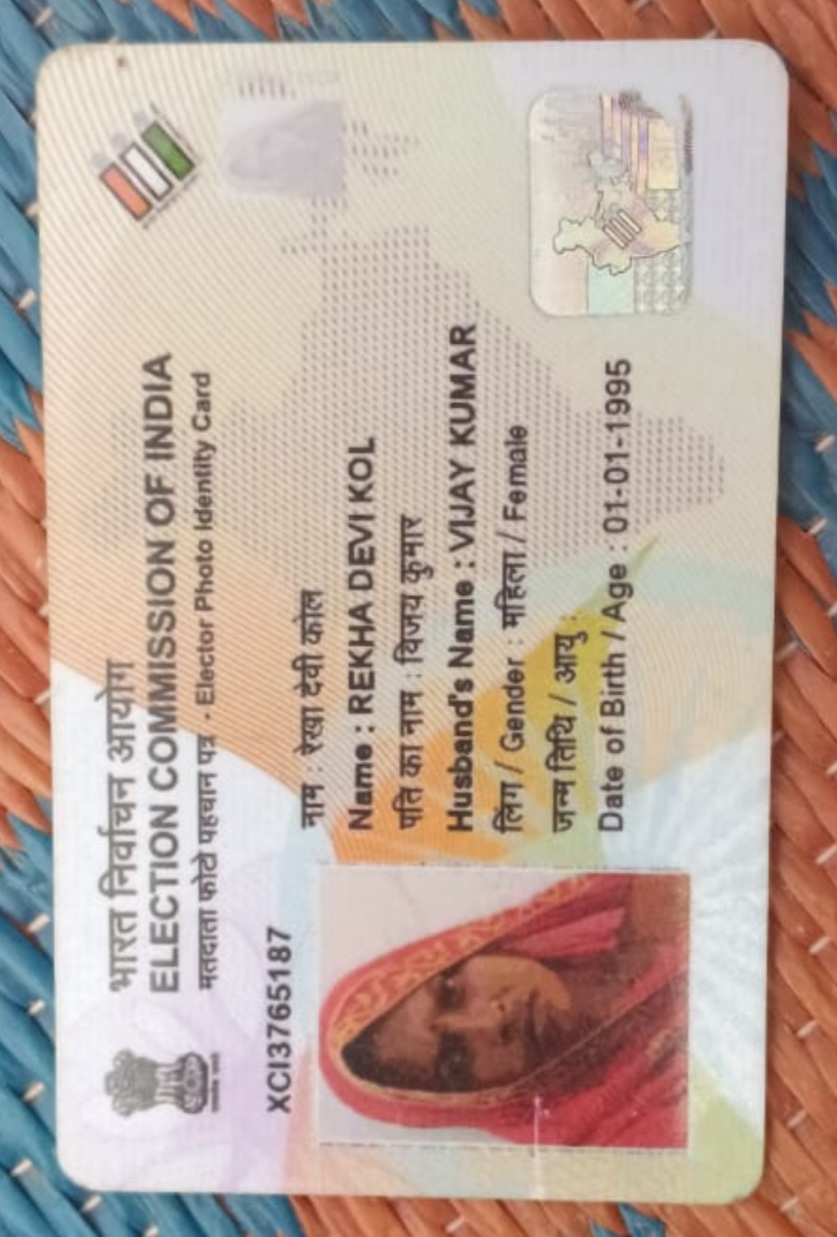 भारत निर्वाचन आयोग
ELECTION COMMISSION OF INDIA
मतदाता फोटो पहचान पत्र - Elector Photo Identity Card
XCI3765187
नाम : रेखा देवी कोल
Name : REKHA DEVI KOL
पति का नाम : विजय कुमार
Husband's Name : VIJAY KUMAR
लिंग / Gender : महिला / Female
जन्म तिथि / आयु :
Date of Birth / Age : 01-01-1995